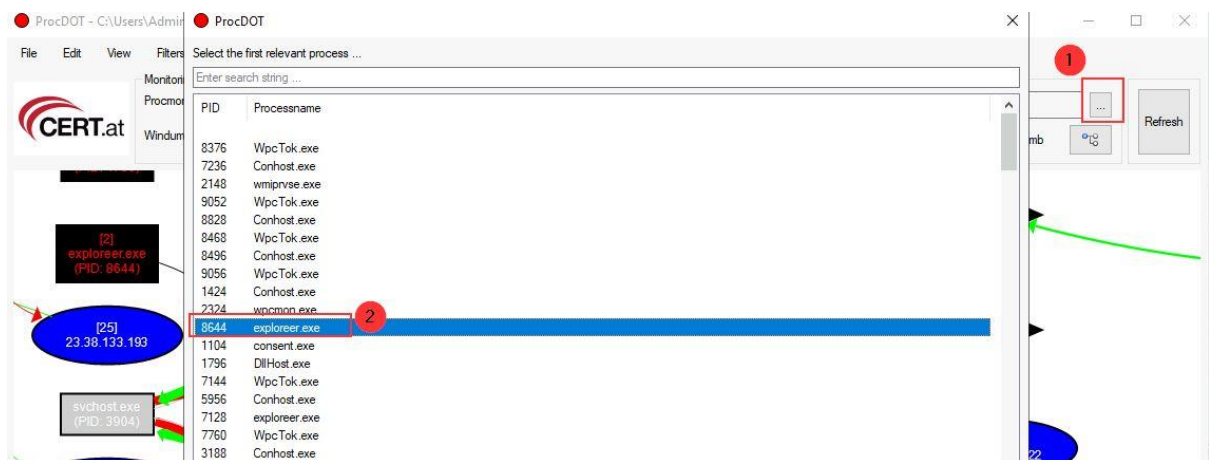 ProcDOT - C:\Users\Admir
ProcDOT
File Edit View Filters
Select the first relevant process ...
Enter search string ...
1
Monitori
Procmor
Windum
CERT.at
...
Refresh
mb
PID Processname
8376 WpcTok.exe
7236 Conhost.exe
2148 wmiprvse.exe
9052 WpcTok.exe
8828 Conhost.exe
8468 WpcTok.exe
8496 Conhost.exe
9056 WpcTok.exe
1424 Conhost.exe
2324 wpcmon.exe
8644 exploreer.exe
2
1104 consent.exe
1796 DllHost.exe
7144 WpcTok.exe
5956 Conhost.exe
7128 exploreer.exe
7760 WpcTok.exe
3188 Conhost.exe
[2]
exploreer.exe
(PID: 8644)
[25]
23.38.133.193
svchost.exe
(PID: 3904)
22